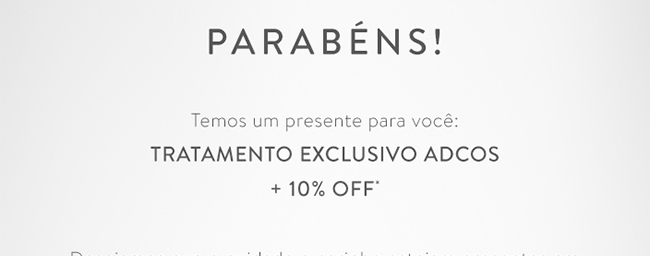 PARABÉNS!
Temos um presente para você:
TRATAMENTO EXCLUSIVO ADCOS
+ 10% OFF*